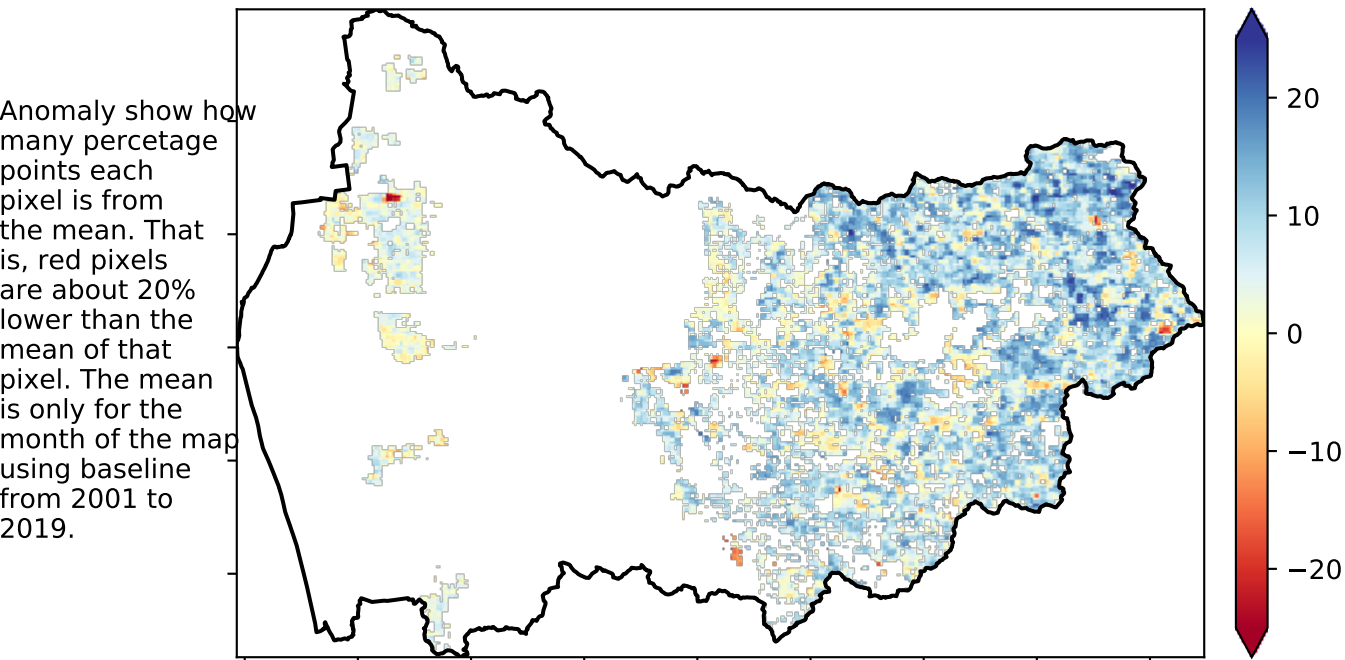 Anomaly show how
many percetage
points each
pixel is from
the mean. That
is, red pixels
are about 20%
lower than the
mean of that
pixel. The mean
is only for the
month of the map
using baseline
from 2001 to
2019.
20
10
0
−10
−20